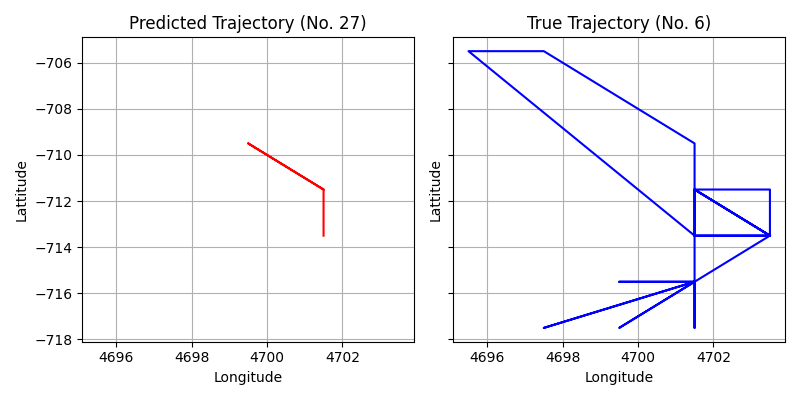 Predicted Trajectory (No. 27)
True Trajectory (No. 6)
−706
−708
−710
−712
−714
−716
−718
Lattitude
Lattitude
4696 4698 4700 4702
4696 4698 4700 4702
Longitude
Longitude